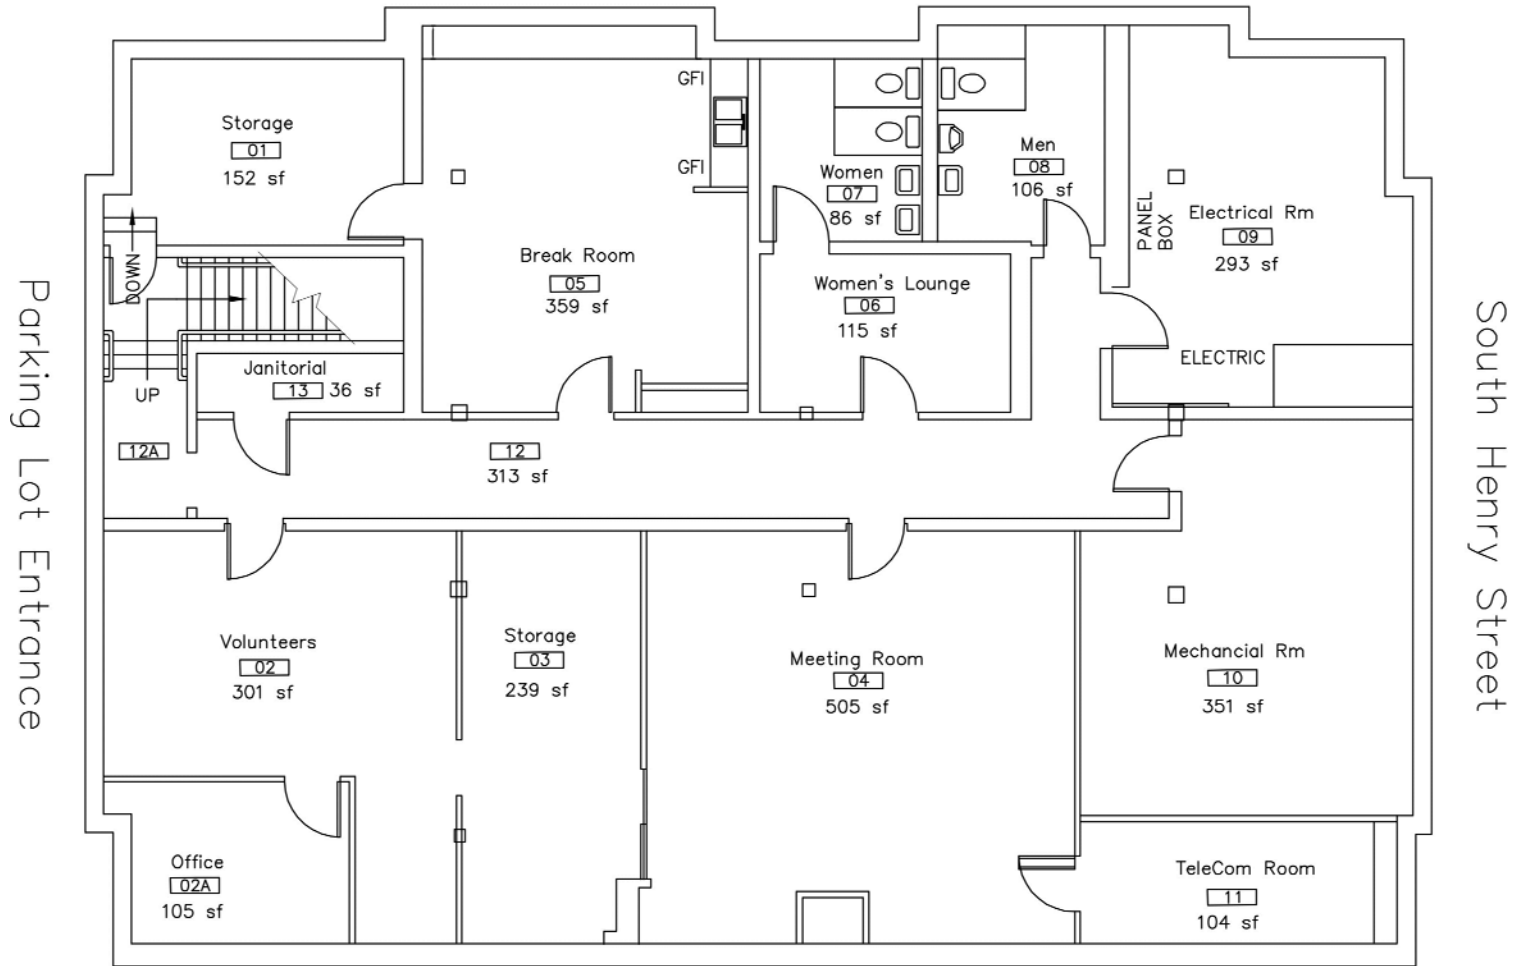 Storage
01
152 sf
GFI
GFI
Break Room
05
359 sf
Women
07
86 sf
Men
08
106 sf
PANEL
BOX
Electrical Rm
09
293 sf
DOWN
UP
Janitorial
13 36 sf
Women's Lounge
06
115 sf
ELECTRIC
12A
12
313 sf
Volunteers
02
301 sf
Storage
03
239 sf
Meeting Room
04
505 sf
Mechancial Rm
10
351 sf
Office
02A
105 sf
TeleCom Room
11
104 sf
Parking Lot Entrance
South Henry Street